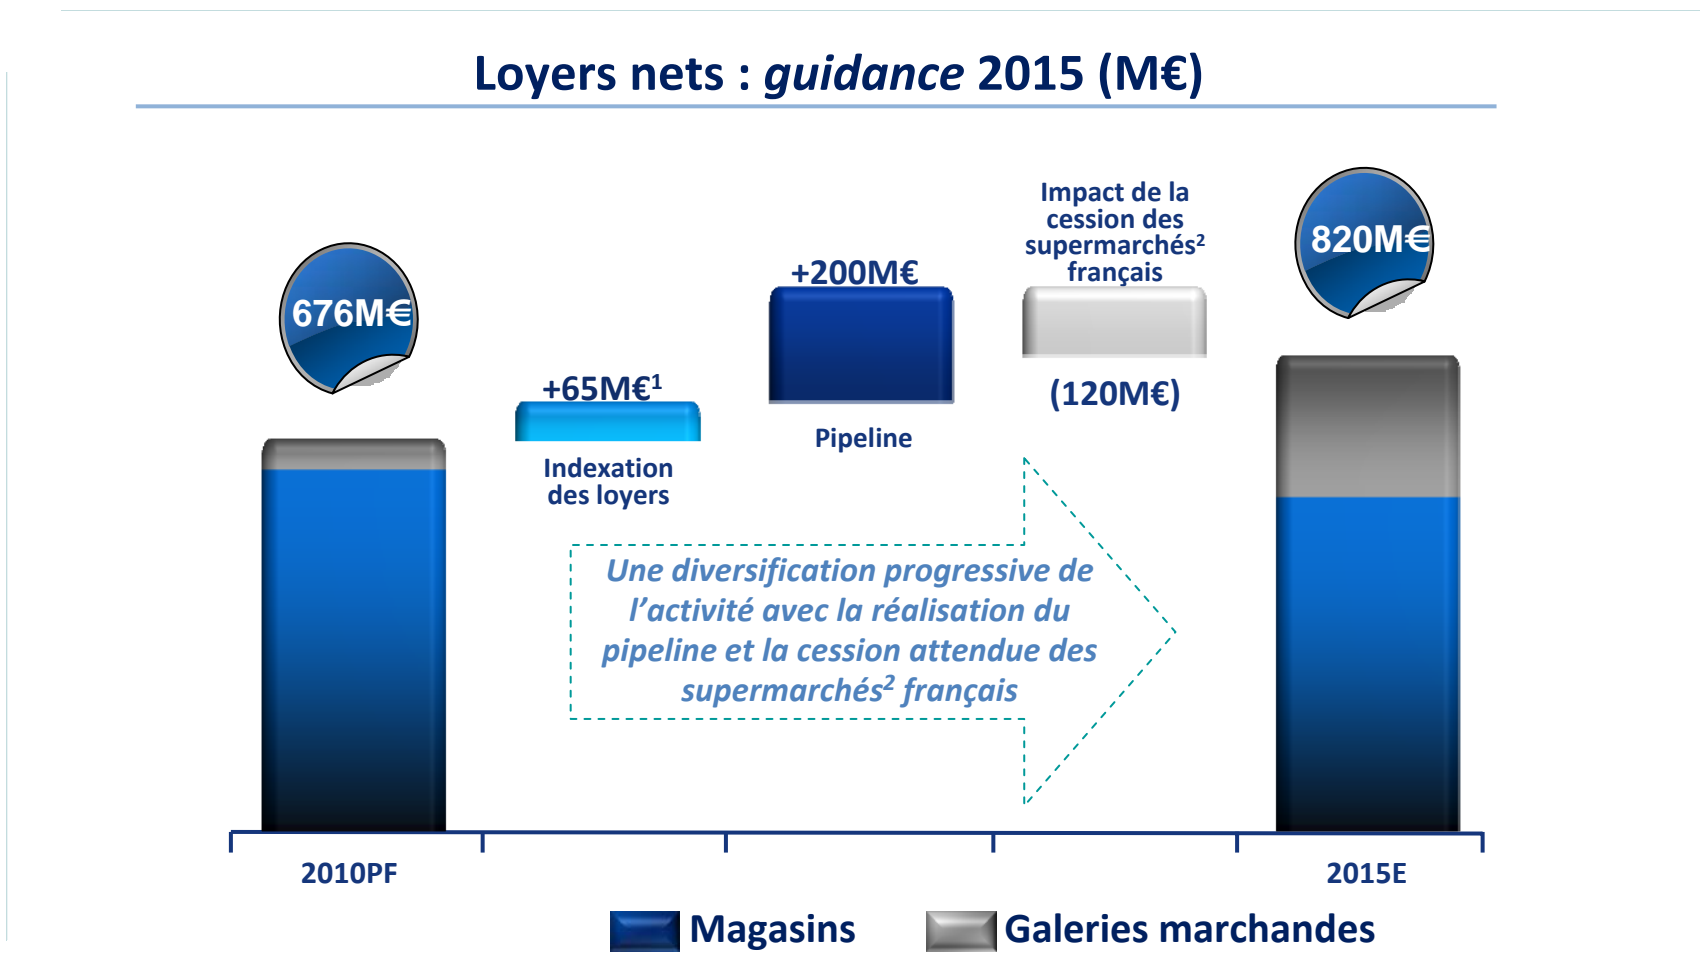 Loyers nets : guidance 2015 (M€)
676M€
+65M€¹
Indexation
des loyers
+200M€
Pipeline
Impact de la
cession des
supermarchés²
français
(120M€)
820M€
Une diversification progressive de
l’activité avec la réalisation du
pipeline et la cession attendue des
supermarchés² français
2010PF
2015E
Magasins
Galeries marchandes